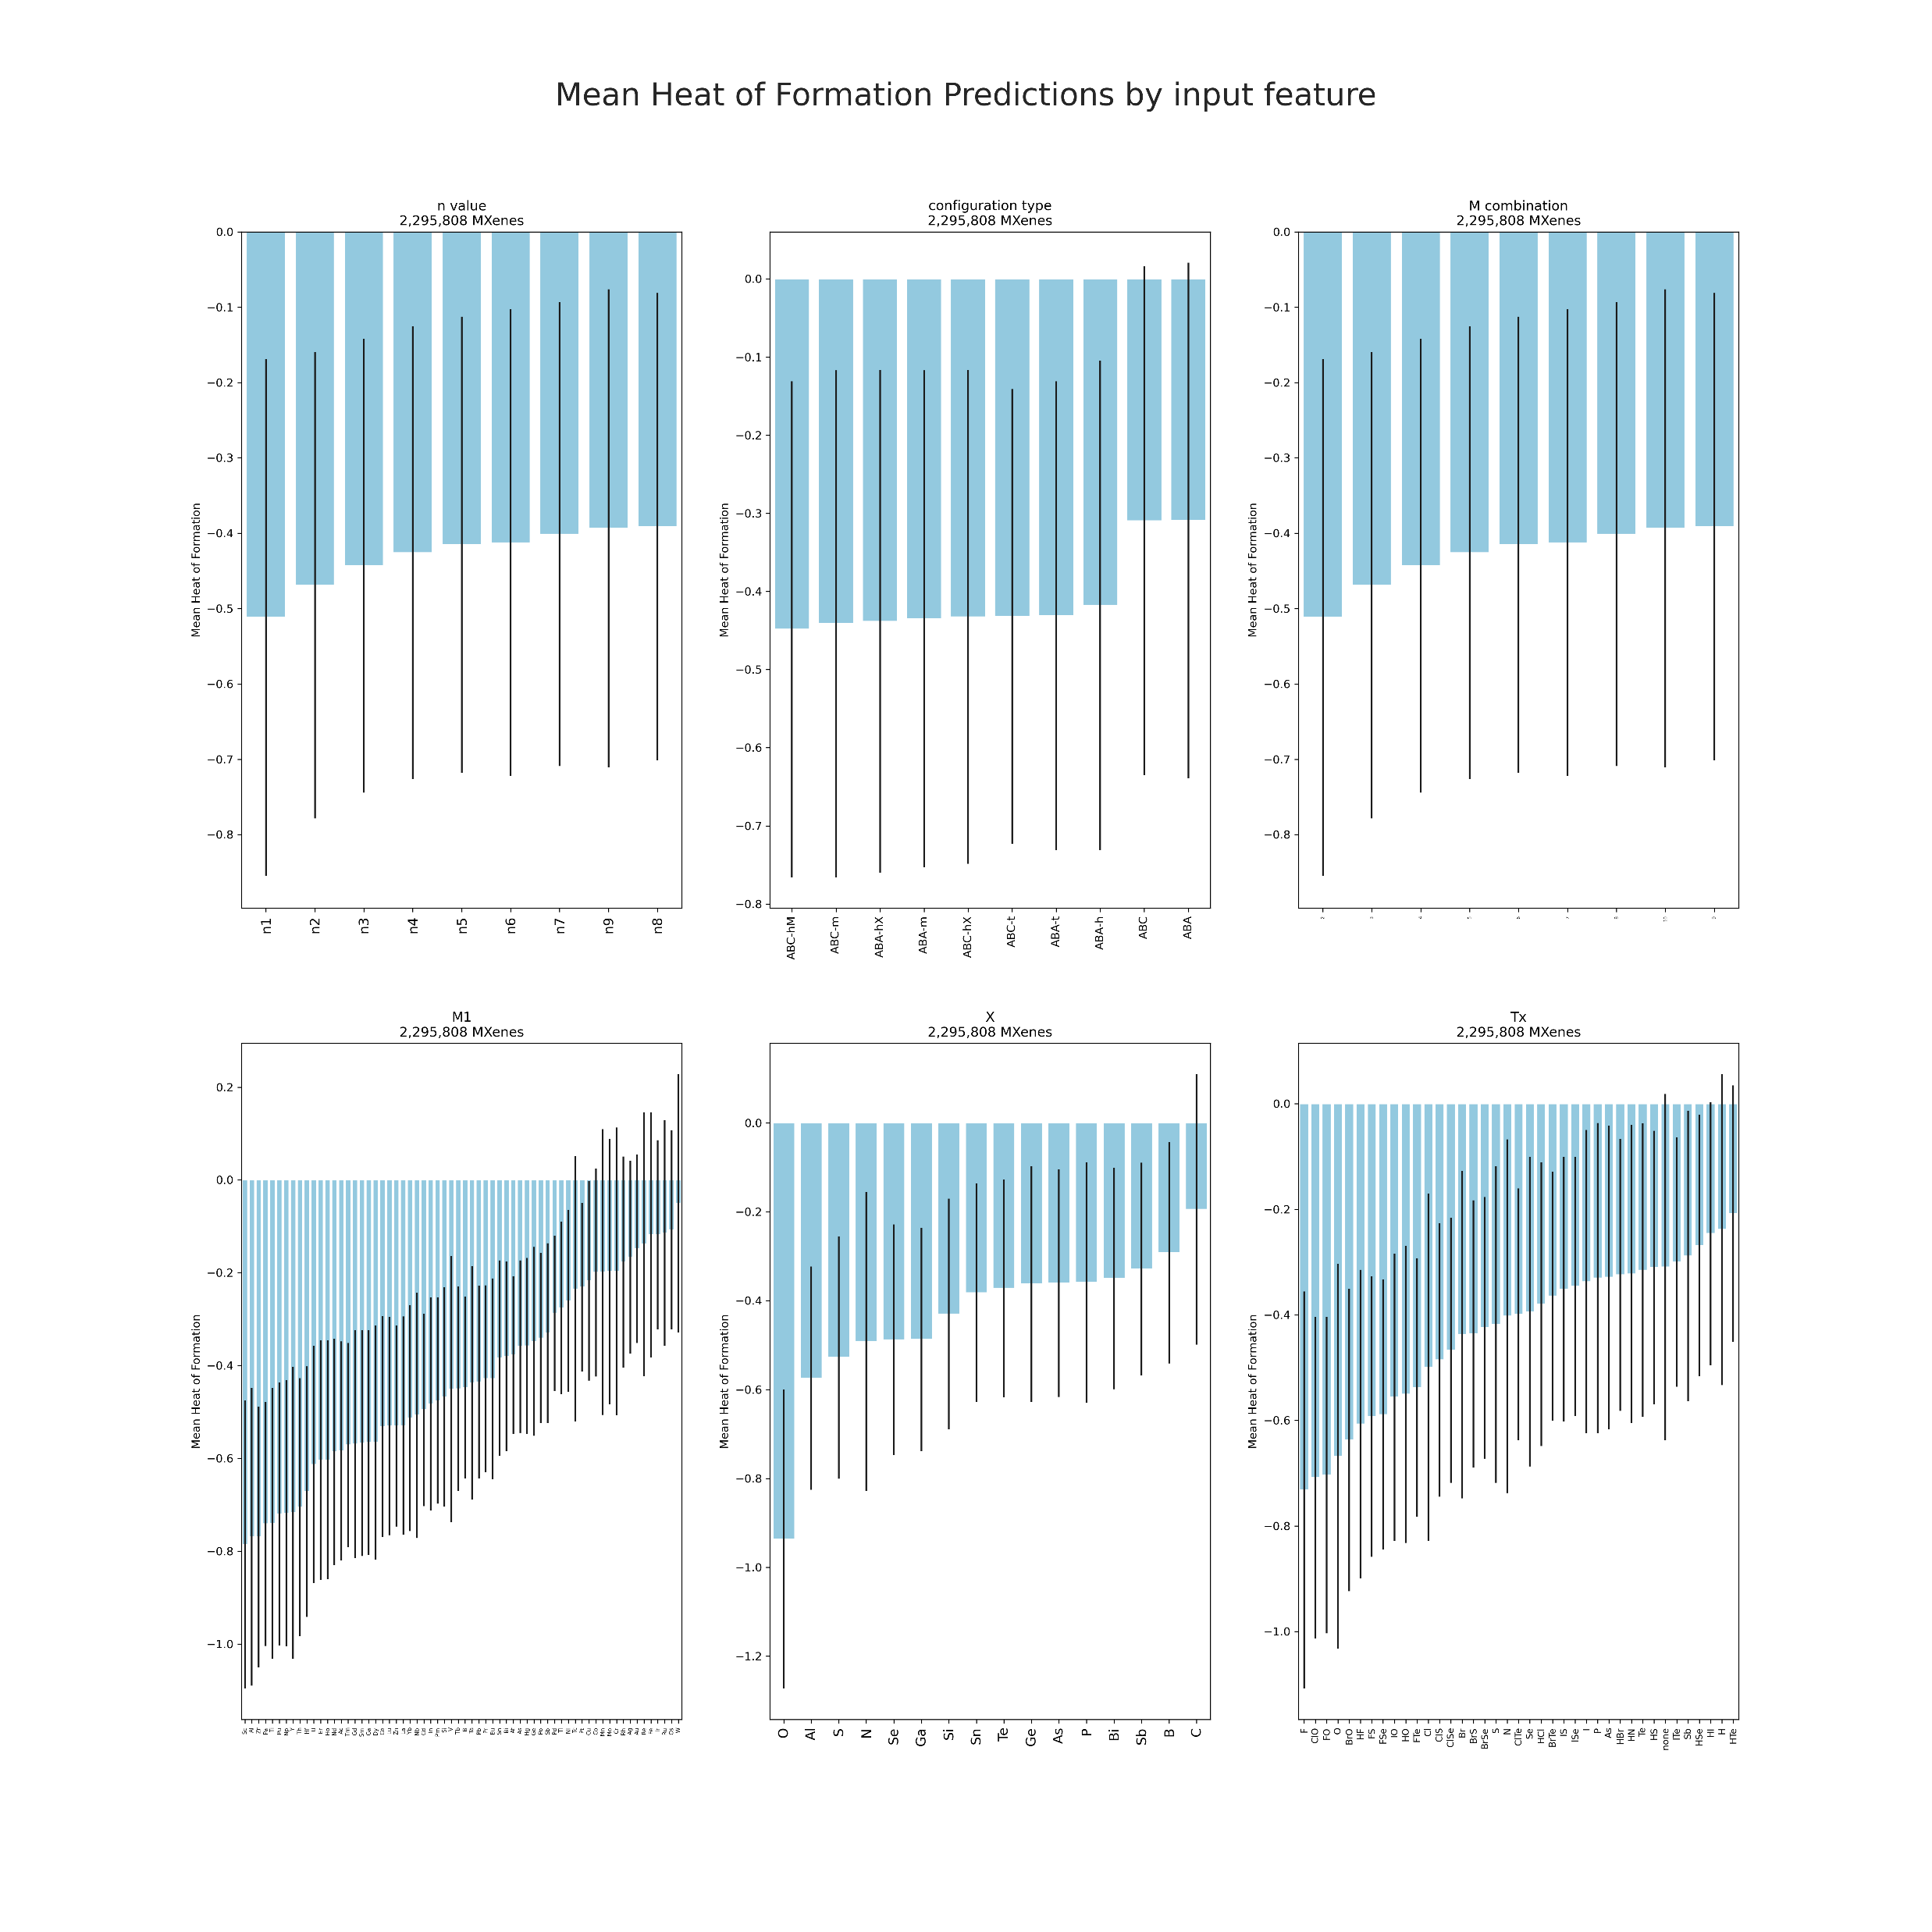 Mean Heat of Formation Predictions by input feature
n value
2,295,808 MXenes
0.0
−0.1
−0.2
−0.3
−0.4
−0.5
−0.6
−0.7
−0.8
Mean Heat of Formation
n1 n2 n3 n4 n5 n6 n7 n9 n8
configuration type
2,295,808 MXenes
0.0
−0.1
−0.2
−0.3
−0.4
−0.5
−0.6
−0.7
−0.8
Mean Heat of Formation
ABC-hM ABC-m ABA-hX ABA-m ABC-hX ABC-t ABA-t ABA-h ABC ABA
M combination
2,295,808 MXenes
0.0
−0.1
−0.2
−0.3
−0.4
−0.5
−0.6
−0.7
−0.8
Mean Heat of Formation
M1
2,295,808 MXenes
0.2
0.0
−0.2
−0.4
−0.6
−0.8
−1.0
Mean Heat of Formation
X
2,295,808 MXenes
0.0
−0.2
−0.4
−0.6
−0.8
−1.0
−1.2
Mean Heat of Formation
O Al S N Se Ga Si Sn Te Ge As P Bi Sb B C
Tx
2,295,808 MXenes
0.0
−0.2
−0.4
−0.6
−0.8
−1.0
Mean Heat of Formation
F ClO FO O BrO HF FS FSe IO HO FTe Cl ClS ClSe Br BrS BrSe S N ClTe Se HCl BrTe IS ISe I P As HBr HN Te HS none ITe Sb HSe HI H HTe